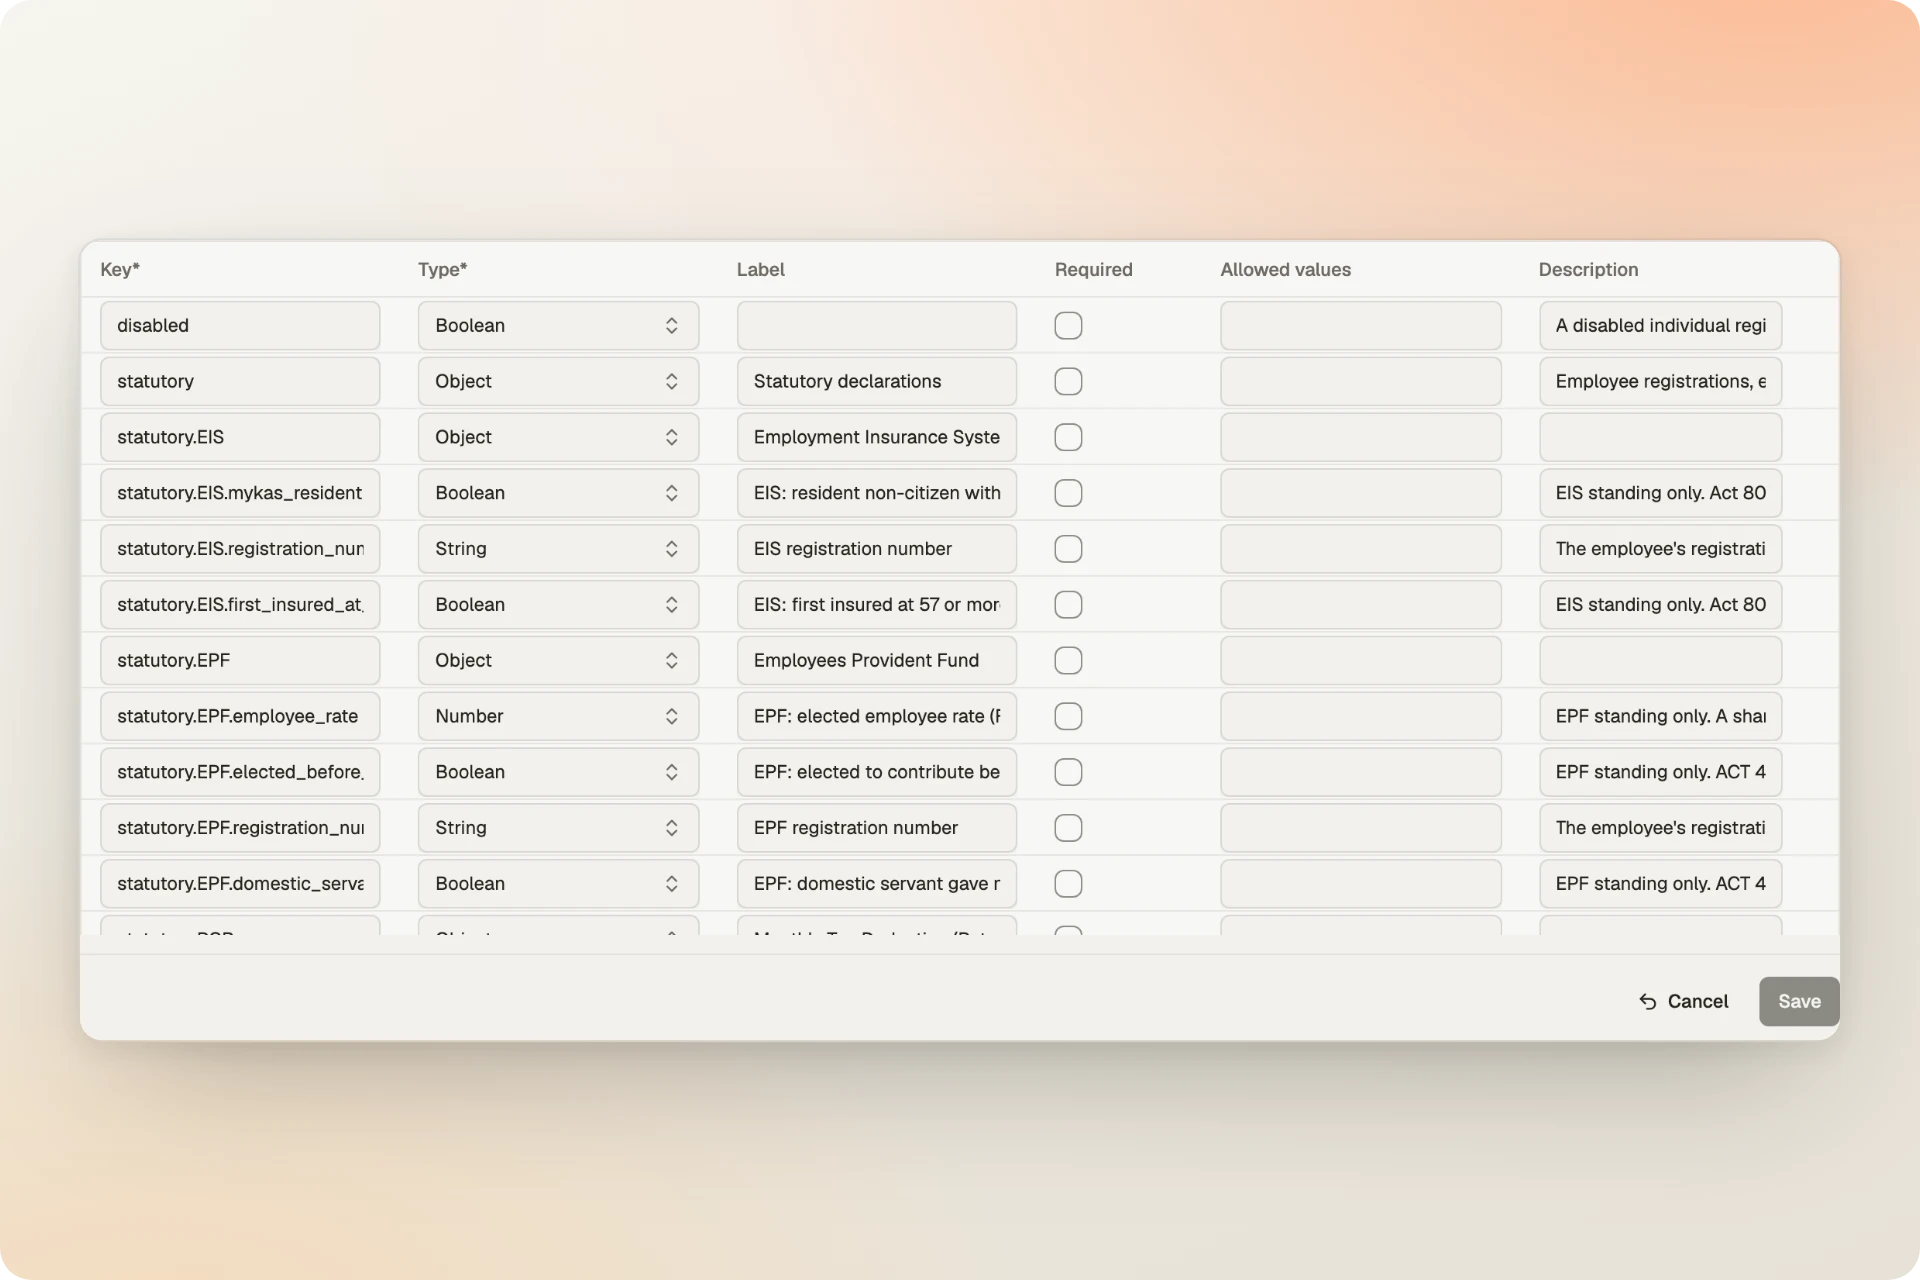 Key* Type* Label Required Allowed values Description
disabled Boolean A disabled individual regi
statutory Object Statutory declarations Employee registrations, e
statutory.EIS Object Employment Insurance Syste
statutory.EIS.mykas_resident Boolean EIS: resident non-citizen with EIS standing only. Act 80
statutory.EIS.registration_nun String EIS registration number The employee's registrati
statutory.EIS.first_insured_at_ Boolean EIS: first insured at 57 or mor EIS standing only. Act 80
statutory.EPF Object Employees Provident Fund
statutory.EPF.employee_rate Number EPF: elected employee rate ( EPF standing only. A shar
statutory.EPF.elected_before_ Boolean EPF: elected to contribute be EPF standing only. ACT 4
statutory.EPF.registration_nu String EPF registration number The employee's registrati
statutory.EPF.domestic_serva Boolean EPF: domestic servant gave r EPF standing only. ACT 4
Cancel Save